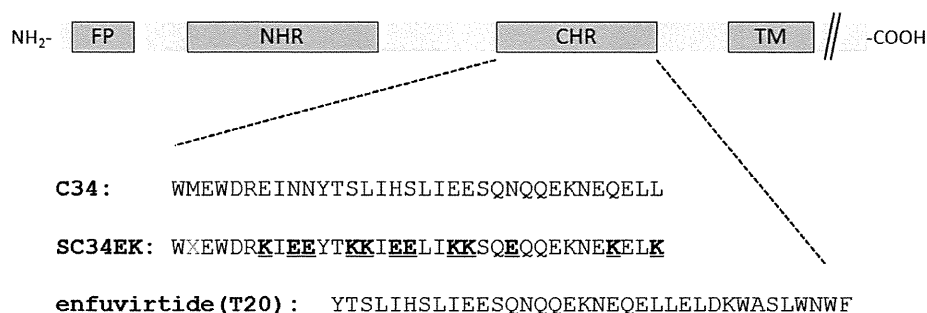 NH2- FP NHR CHR TM -COOH
C34: WMEWDREINNYTSLIHSLIEESQNQQEKNEQELL
SC34EK: WXEWDRKIEEYTKKIEELIKKSQEQQEKNEKELK
enfuvirtide(T20): YTSLIHSLIEESQNQQEKNEQELLELDKWASLWNWF